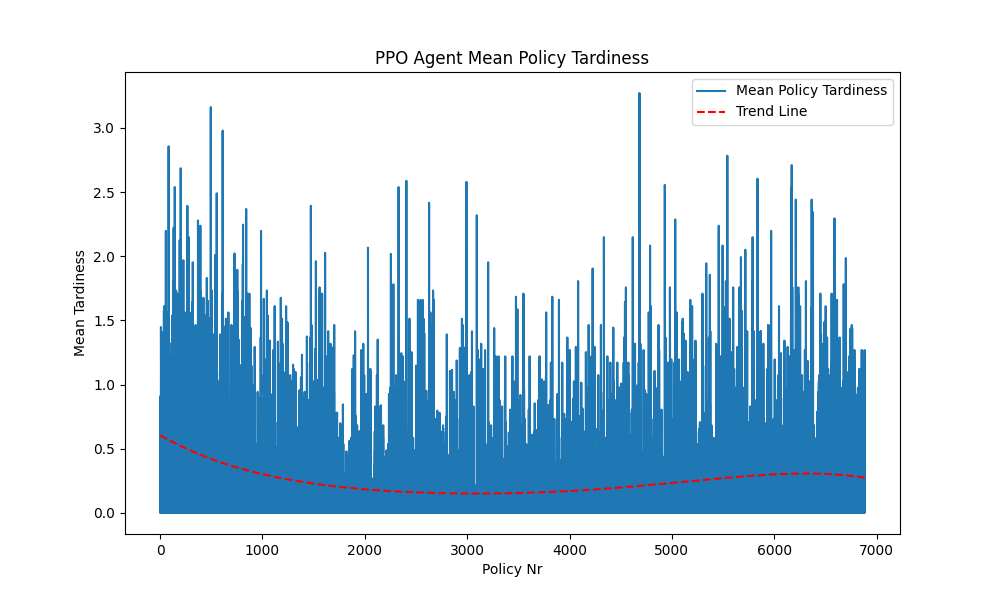 PPO Agent Mean Policy Tardiness
Mean Policy Tardiness
Trend Line
Mean Tardiness
3.0
2.5
2.0
1.5
1.0
0.5
0.0
0 1000 2000 3000 4000 5000 6000 7000
Policy Nr